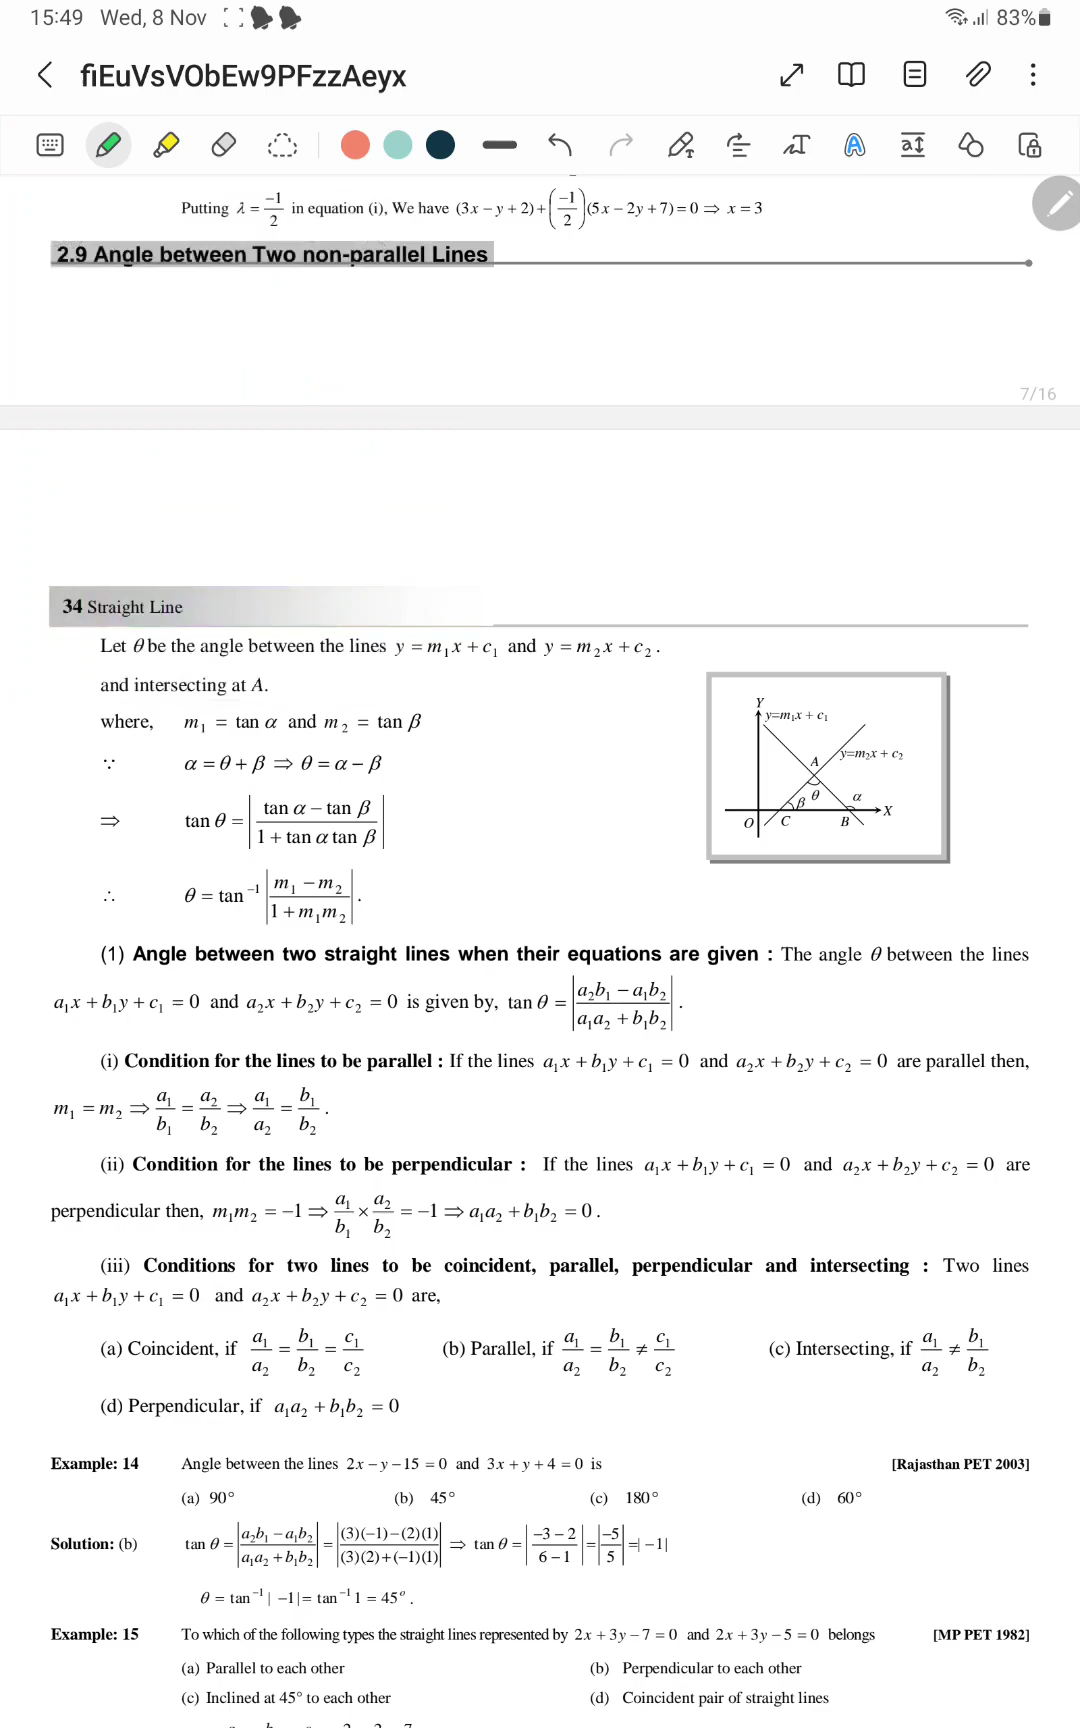 15:49 Wed, 8 Nov 83%
fiEuVsVObEw9PFzzAeyx
Putting λ = −1/2 in equation (i), We have (3x − y + 2) + (−1/2)(5x − 2y + 7) = 0 ⇒ x = 3
2.9 Angle between Two non-parallel Lines
7/16
34 Straight Line
Let θ be the angle between the lines y = m₁x + c₁ and y = m₂x + c₂ .
and intersecting at A.
where, m₁ = tan α and m₂ = tan β
∵ α = θ + β ⇒ θ = α − β
⇒ tan θ = |(tan α − tan β)/(1 + tan α tan β)|
∴ θ = tan⁻¹ |(m₁ − m₂)/(1 + m₁m₂)| .
Y
y=m₁x + c₁
y=m₂x + c₂
A
θ
β
α
X
O
C
B
(1) Angle between two straight lines when their equations are given : The angle θ between the lines
a₁x + b₁y + c₁ = 0 and a₂x + b₂y + c₂ = 0 is given by, tan θ = |(a₂b₁ − a₁b₂)/(a₁a₂ + b₁b₂)| .
(i) Condition for the lines to be parallel : If the lines a₁x + b₁y + c₁ = 0 and a₂x + b₂y + c₂ = 0 are parallel then,
m₁ = m₂ ⇒ a₁/b₁ = a₂/b₂ ⇒ a₁/a₂ = b₁/b₂ .
(ii) Condition for the lines to be perpendicular : If the lines a₁x + b₁y + c₁ = 0 and a₂x + b₂y + c₂ = 0 are
perpendicular then, m₁m₂ = −1 ⇒ a₁/b₁ × a₂/b₂ = −1 ⇒ a₁a₂ + b₁b₂ = 0 .
(iii) Conditions for two lines to be coincident, parallel, perpendicular and intersecting : Two lines
a₁x + b₁y + c₁ = 0 and a₂x + b₂y + c₂ = 0 are,
(a) Coincident, if a₁/a₂ = b₁/b₂ = c₁/c₂ (b) Parallel, if a₁/a₂ = b₁/b₂ ≠ c₁/c₂ (c) Intersecting, if a₁/a₂ ≠ b₁/b₂
(d) Perpendicular, if a₁a₂ + b₁b₂ = 0
Example: 14 Angle between the lines 2x − y − 15 = 0 and 3x + y + 4 = 0 is [Rajasthan PET 2003]
(a) 90° (b) 45° (c) 180° (d) 60°
Solution: (b) tan θ = |(a₂b₁ − a₁b₂)/(a₁a₂ + b₁b₂)| = |((3)(−1) − (2)(1))/((3)(2) + (−1)(1))| ⇒ tan θ = |(−3 − 2)/(6 − 1)| = |−5/5| = | −1|
θ = tan⁻¹ | −1| = tan⁻¹ 1 = 45° .
Example: 15 To which of the following types the straight lines represented by 2x + 3y − 7 = 0 and 2x + 3y − 5 = 0 belongs [MP PET 1982]
(a) Parallel to each other (b) Perpendicular to each other
(c) Inclined at 45° to each other (d) Coincident pair of straight lines